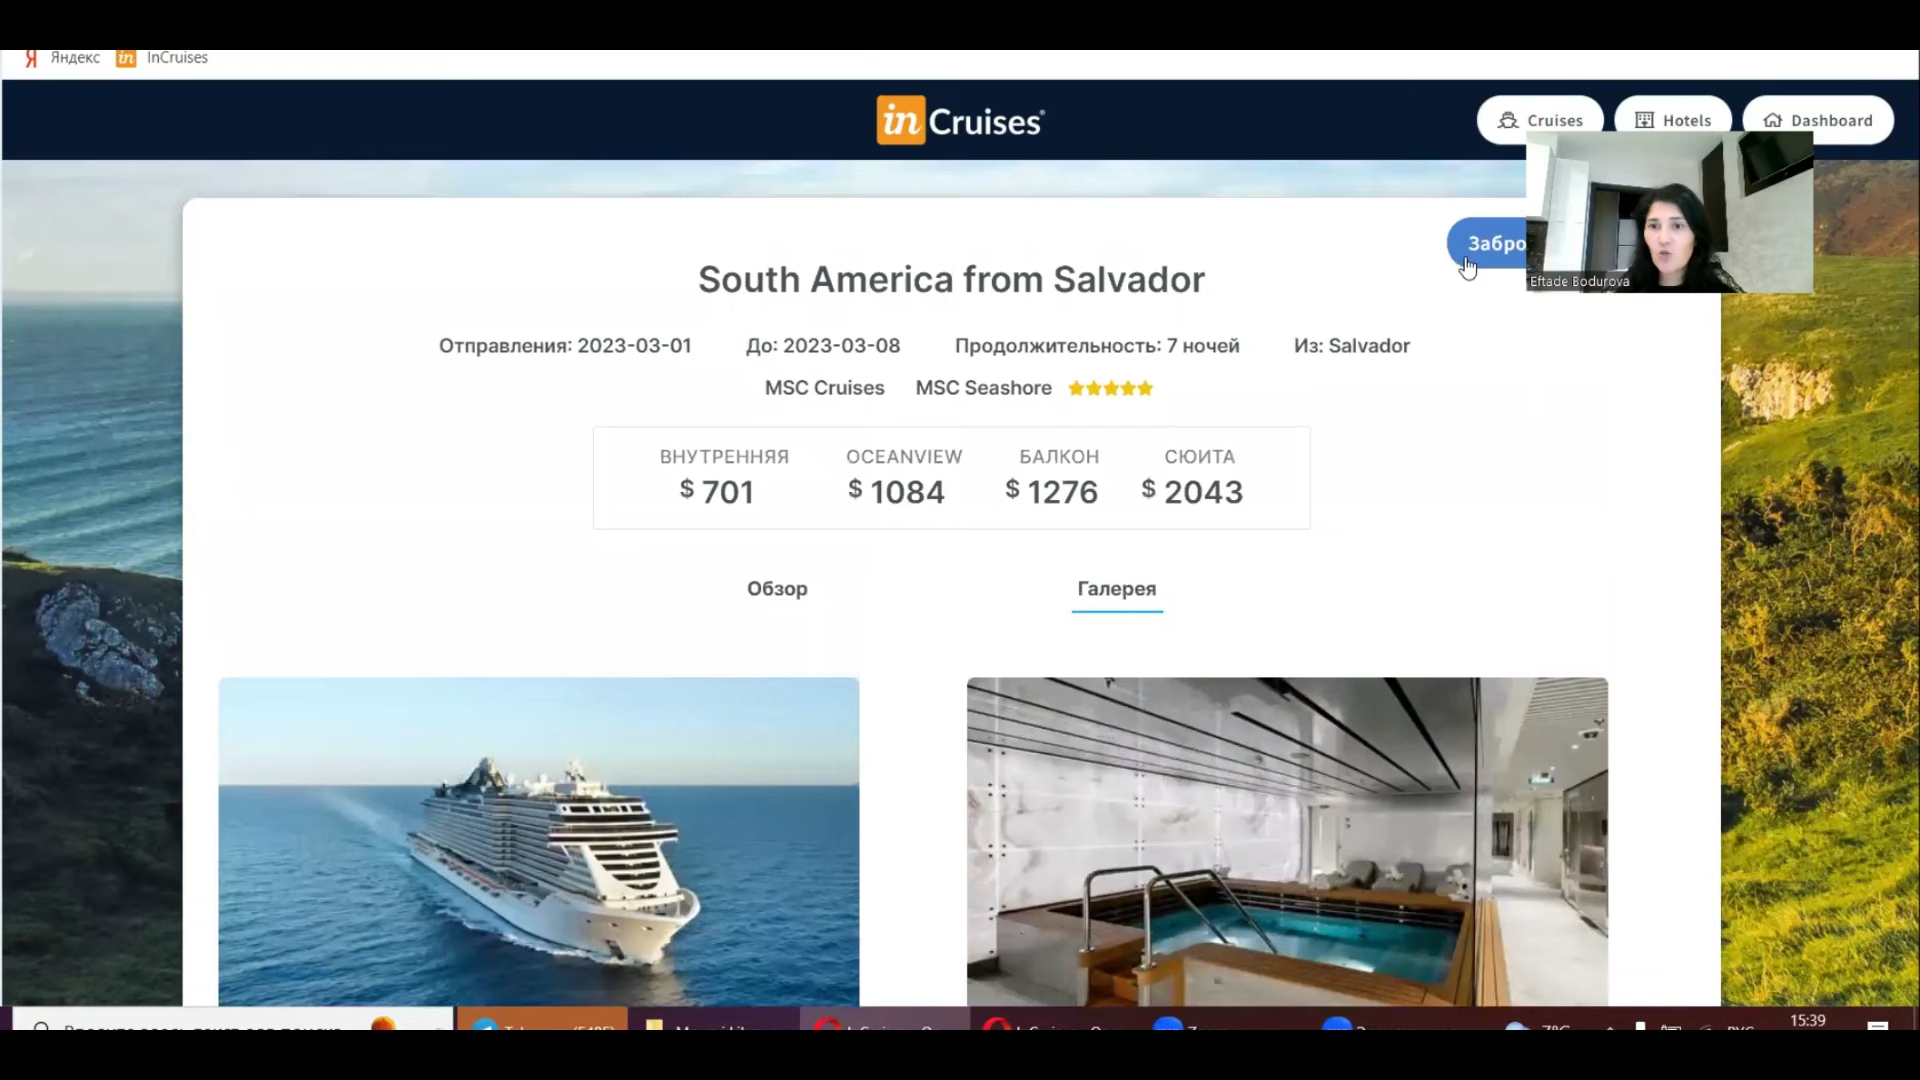 Яндекс
InCruises
in Cruises
Cruises
Hotels
Dashboard
Забро
Eftade Bodurova
South America from Salvador
Отправления: 2023-03-01 До: 2023-03-08 Продолжительность: 7 ночей Из: Salvador
MSC Cruises MSC Seashore
ВНУТРЕННЯЯ OCEANVIEW БАЛКОН СЮИТА
$ 701 $ 1084 $ 1276 $ 2043
Обзор Галерея
15:39